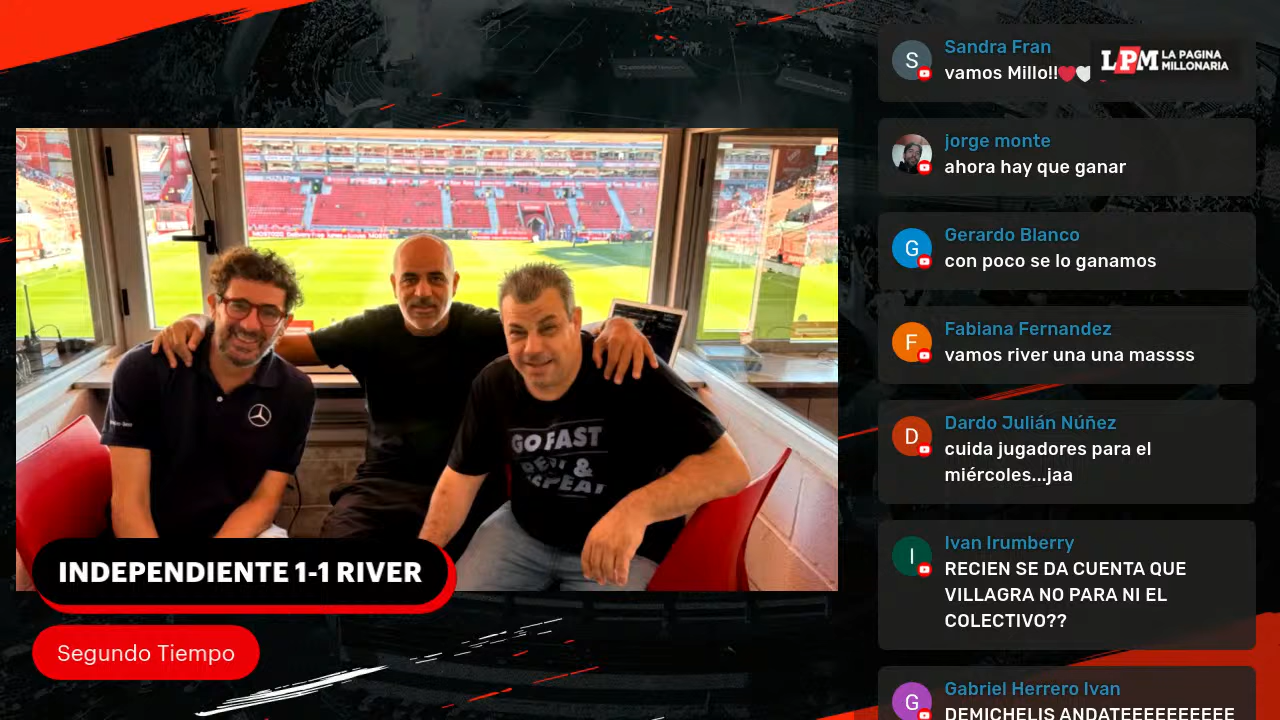 INDEPENDIENTE 1-1 RIVER
Segundo Tiempo
GO FAST
LPM LA PAGINA
MILLONARIA
Sandra Fran
vamos Millo!!❤️🤍
jorge monte
ahora hay que ganar
G
Gerardo Blanco
con poco se lo ganamos
F
Fabiana Fernandez
vamos river una una massss
D
Dardo Julián Núñez
cuida jugadores para el
miércoles...jaa
I
Ivan Irumberry
RECIEN SE DA CUENTA QUE
VILLAGRA NO PARA NI EL
COLECTIVO??
G
Gabriel Herrero Ivan
DEMICHELIS ANDATEEEEEEEEEE